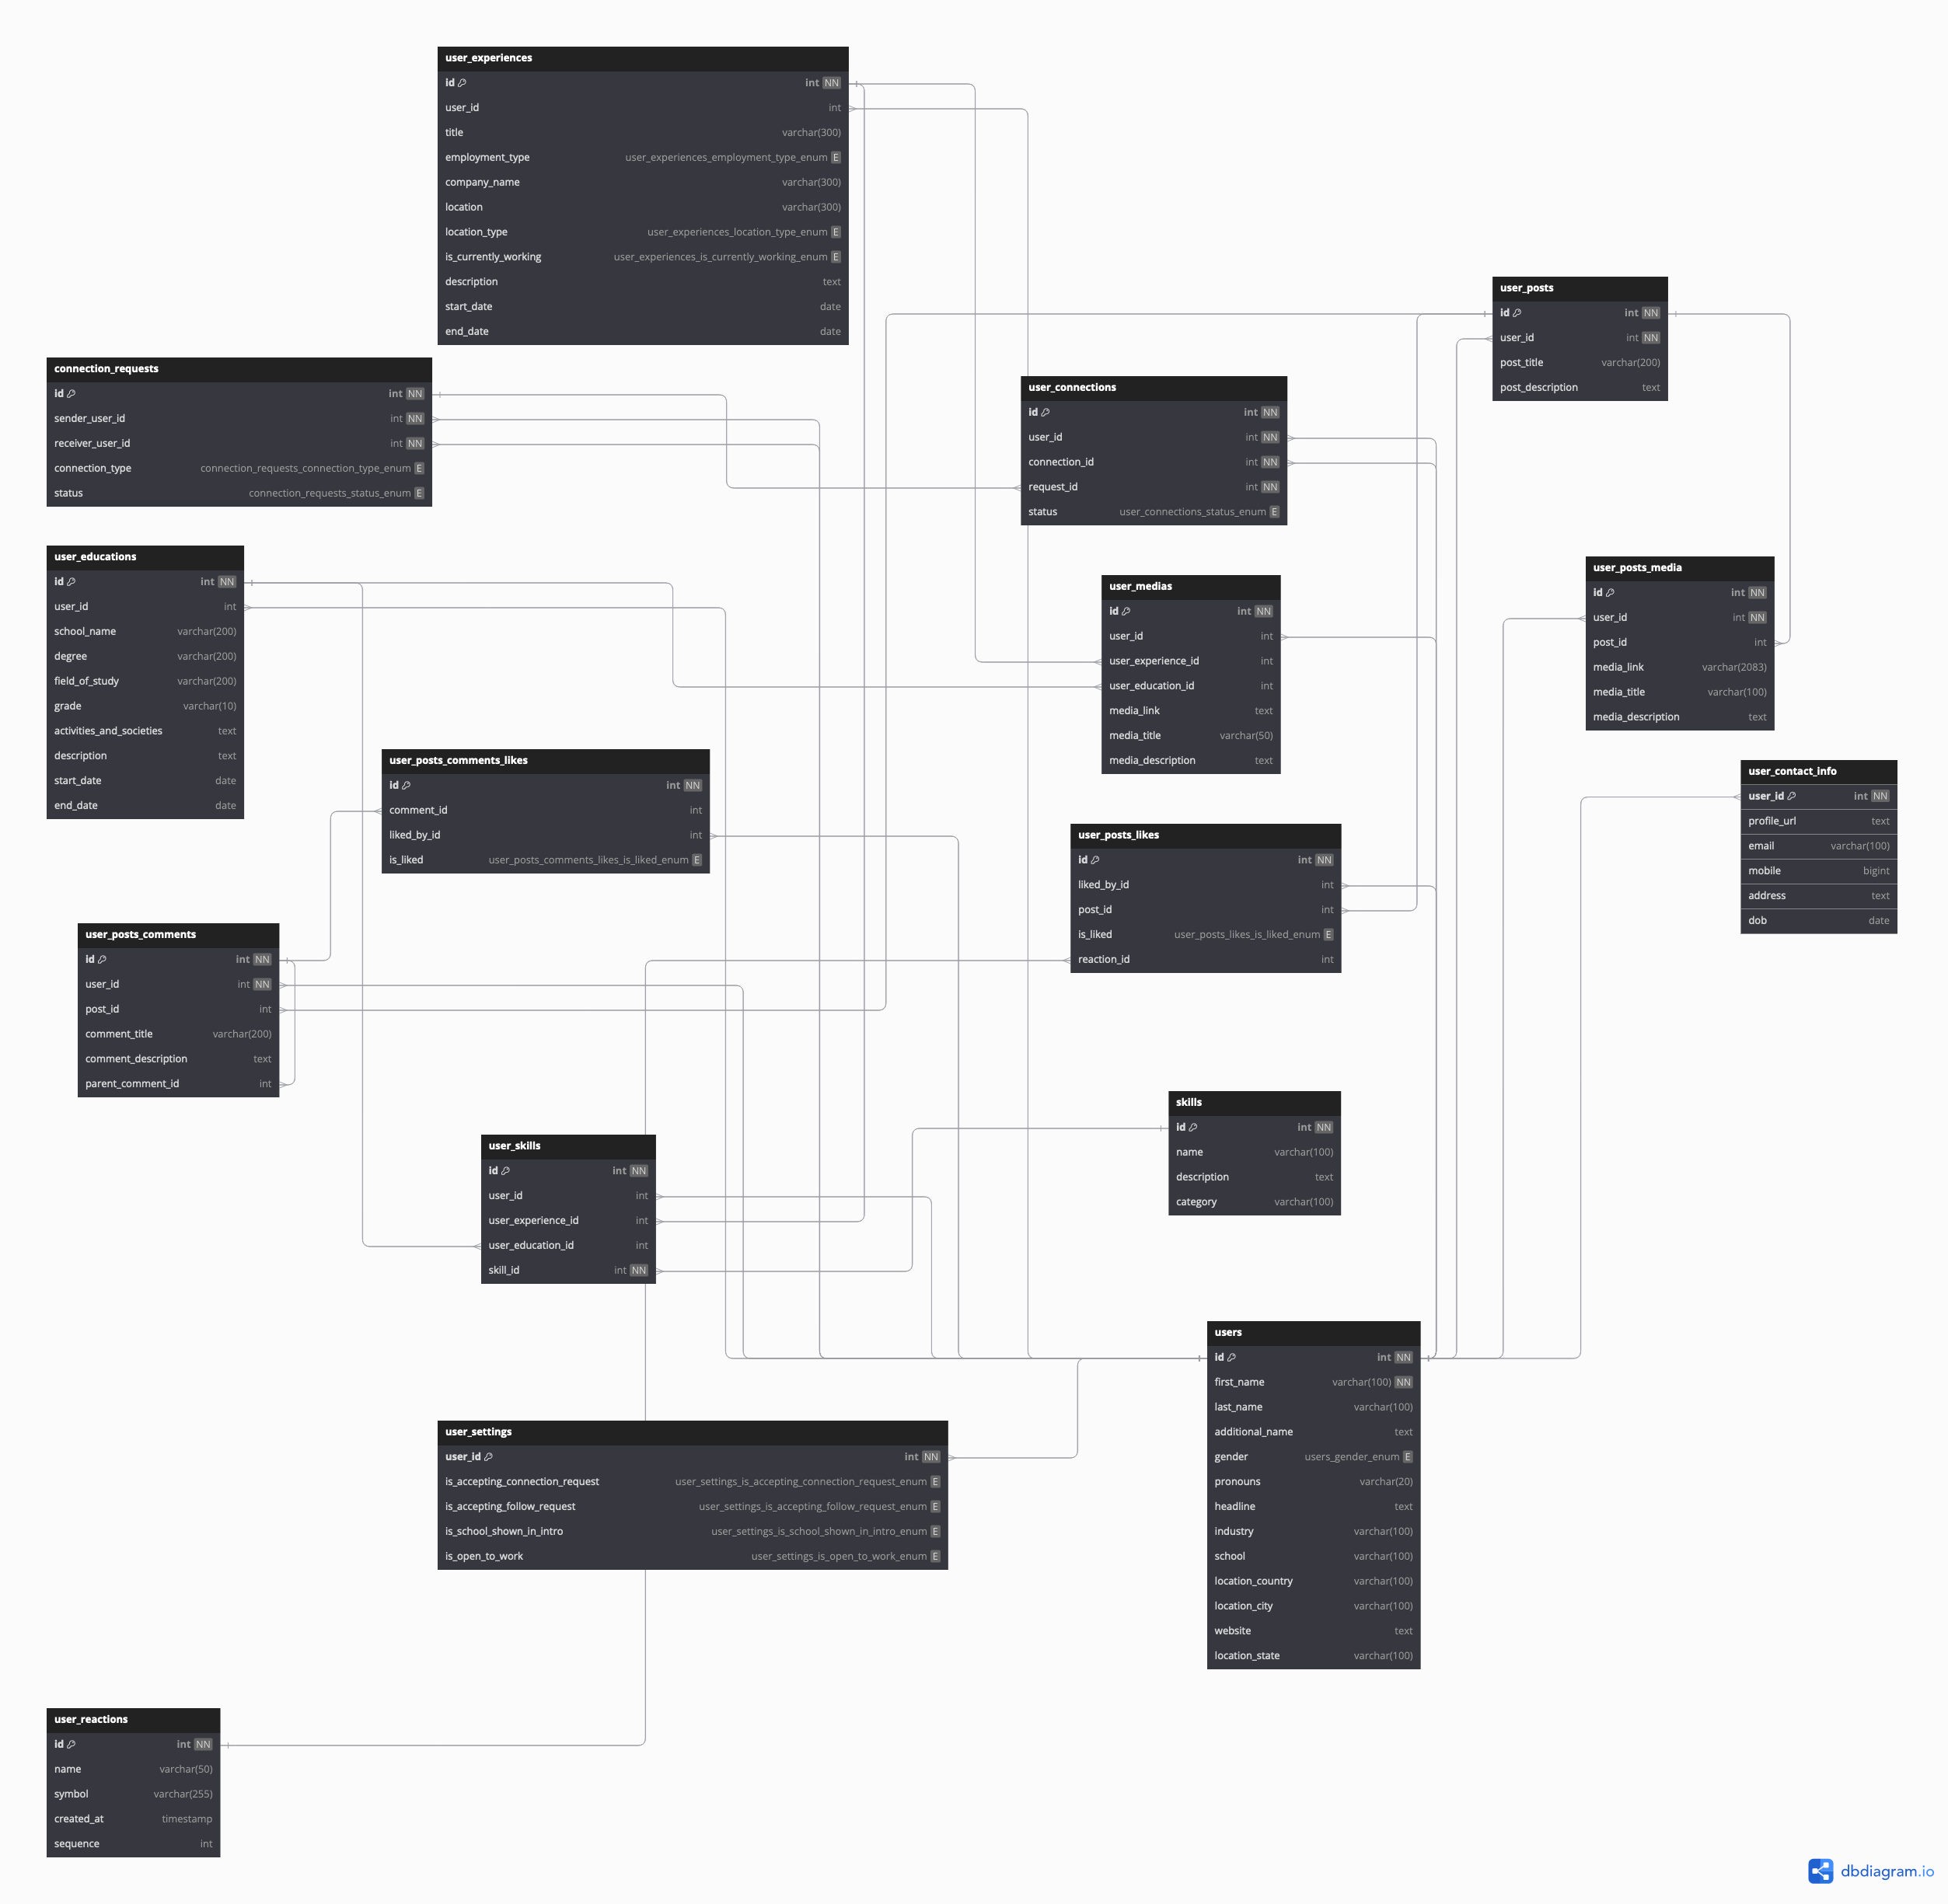 user_experiences
id int NN
user_id int
title varchar(300)
employment_type user_experiences_employment_type_enum E
company_name varchar(300)
location varchar(300)
location_type user_experiences_location_type_enum E
is_currently_working user_experiences_is_currently_working_enum E
description text
start_date date
end_date date
user_posts
id int NN
user_id int NN
post_title varchar(200)
post_description text
connection_requests
id int NN
sender_user_id int NN
receiver_user_id int NN
connection_type connection_requests_connection_type_enum E
status connection_requests_status_enum E
user_connections
id int NN
user_id int NN
connection_id int NN
request_id int NN
status user_connections_status_enum E
user_educations
id int NN
user_id int
school_name varchar(200)
degree varchar(200)
field_of_study varchar(200)
grade varchar(10)
activities_and_societies text
description text
start_date date
end_date date
user_medias
id int NN
user_id int
user_experience_id int
user_education_id int
media_link text
media_title varchar(50)
media_description text
user_posts_media
id int NN
user_id int NN
post_id int
media_link varchar(2083)
media_title varchar(100)
media_description text
user_posts_comments_likes
id int NN
comment_id int
liked_by_id int
is_liked user_posts_comments_likes_is_liked_enum E
user_contact_info
user_id int NN
profile_url text
email varchar(100)
mobile bigint
address text
dob date
user_posts_likes
id int NN
liked_by_id int
post_id int
is_liked user_posts_likes_is_liked_enum E
reaction_id int
user_posts_comments
id int NN
user_id int NN
post_id int
comment_title varchar(200)
comment_description text
parent_comment_id int
skills
id int NN
name varchar(100)
description text
category varchar(100)
user_skills
id int NN
user_id int
user_experience_id int
user_education_id int
skill_id int NN
users
id int NN
first_name varchar(100) NN
last_name varchar(100)
additional_name text
gender users_gender_enum E
pronouns varchar(20)
headline text
industry varchar(100)
school varchar(100)
location_country varchar(100)
location_city varchar(100)
website text
location_state varchar(100)
user_settings
user_id int NN
is_accepting_connection_request user_settings_is_accepting_connection_request_enum E
is_accepting_follow_request user_settings_is_accepting_follow_request_enum E
is_school_shown_in_intro user_settings_is_school_shown_in_intro_enum E
is_open_to_work user_settings_is_open_to_work_enum E
user_reactions
id int NN
name varchar(50)
symbol varchar(255)
created_at timestamp
sequence int
dbdiagram.io